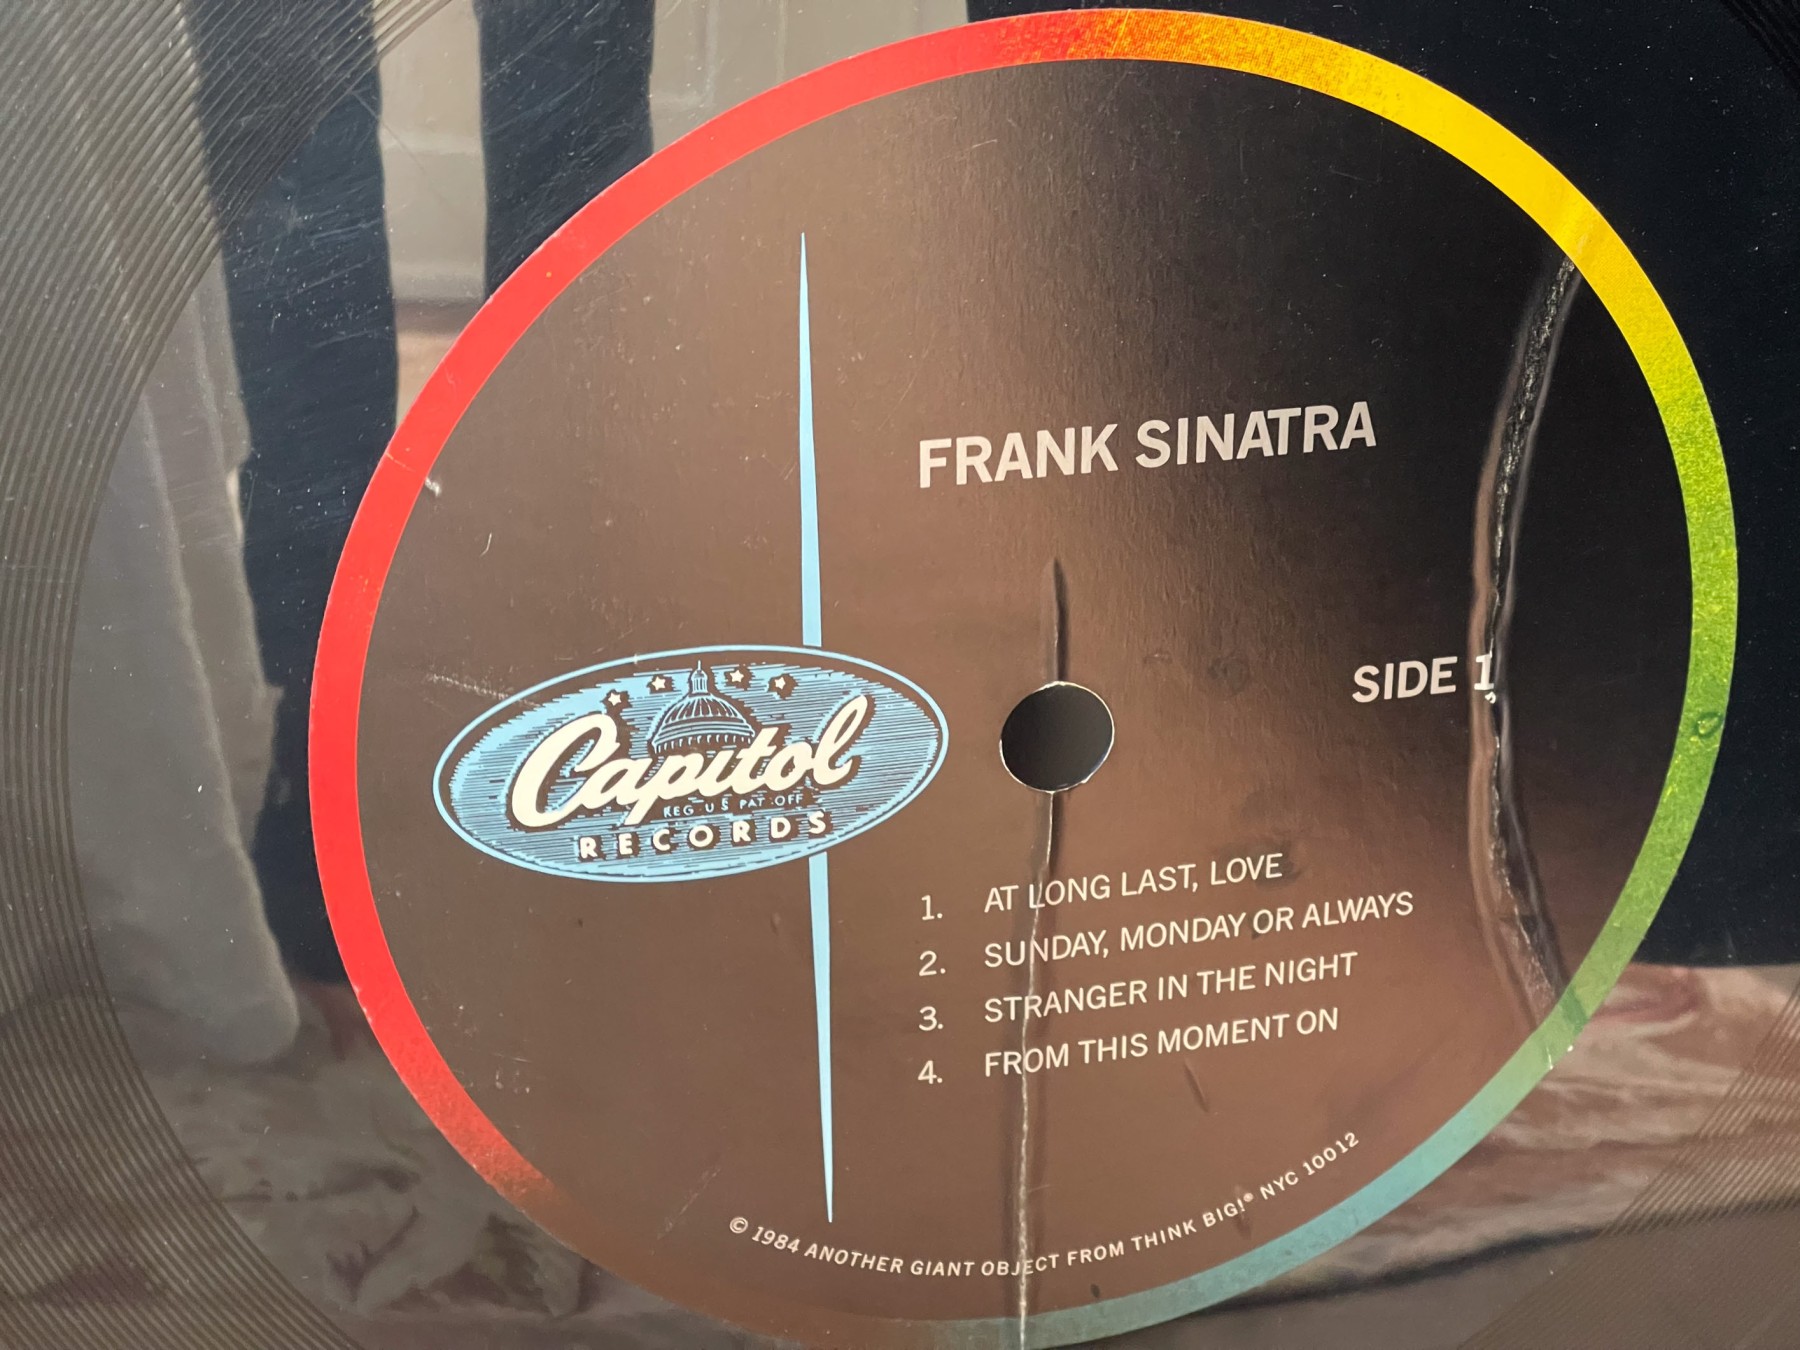 FRANK SINATRA
SIDE 1
Capitol
REG. U.S. PAT. OFF.
RECORDS
1. AT LONG LAST, LOVE
2. SUNDAY, MONDAY OR ALWAYS
3. STRANGER IN THE NIGHT
4. FROM THIS MOMENT ON
© 1984 ANOTHER GIANT OBJECT FROM THINK BIG!® NYC 10012